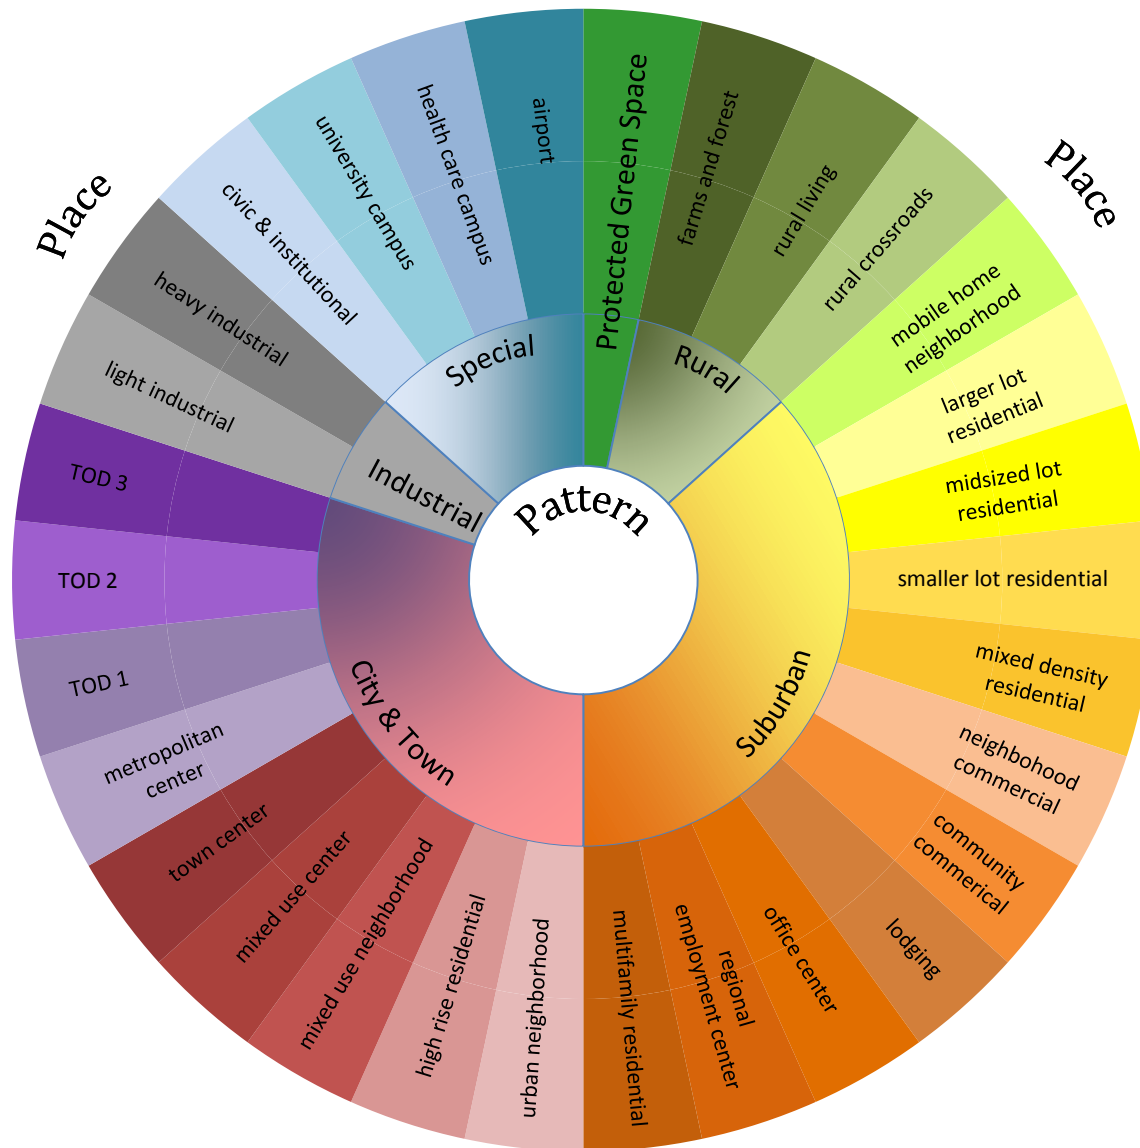 Place
Place
Pattern
Protected Green Space
Rural
Suburban
City & Town
Industrial
Special
farms and forest
rural living
rural crossroads
mobile home
neighborhood
larger lot
residential
midsized lot
residential
smaller lot residential
mixed density
residential
neighbohood
commercial
community
commerical
lodging
office center
regional
employment center
multifamily residential
urban neighborhood
high rise residential
mixed use neighborhood
mixed use center
town center
metropolitan
center
TOD 1
TOD 2
TOD 3
light industrial
heavy industrial
civic & institutional
university campus
health care campus
airport